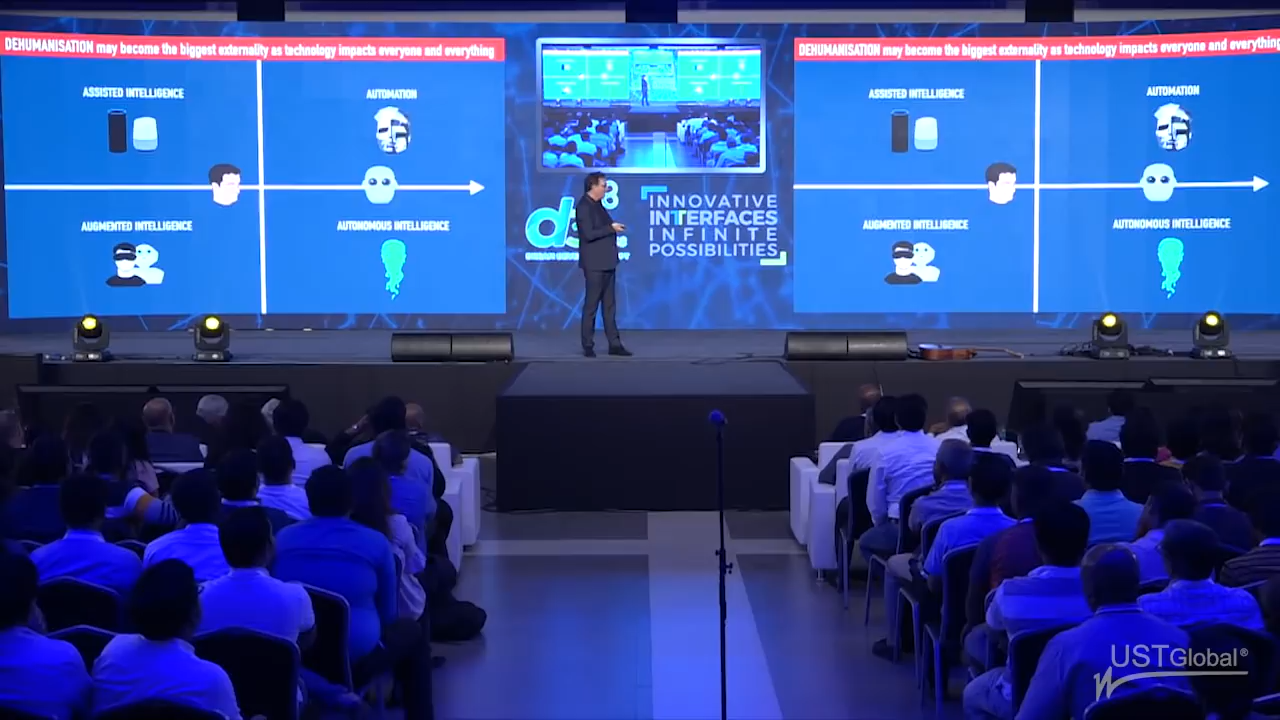 DEHUMANISATION may become the biggest externality as technology impacts everyone and everything
ASSISTED INTELLIGENCE
AUTOMATION
AUGMENTED INTELLIGENCE
AUTONOMOUS INTELLIGENCE
INNOVATIVE
INTERFACES
INFINITE
POSSIBILITIES
DEHUMANISATION may become the biggest externality as technology impacts everyone and everything
ASSISTED INTELLIGENCE
AUTOMATION
AUGMENTED INTELLIGENCE
AUTONOMOUS INTELLIGENCE
USTGlobal®